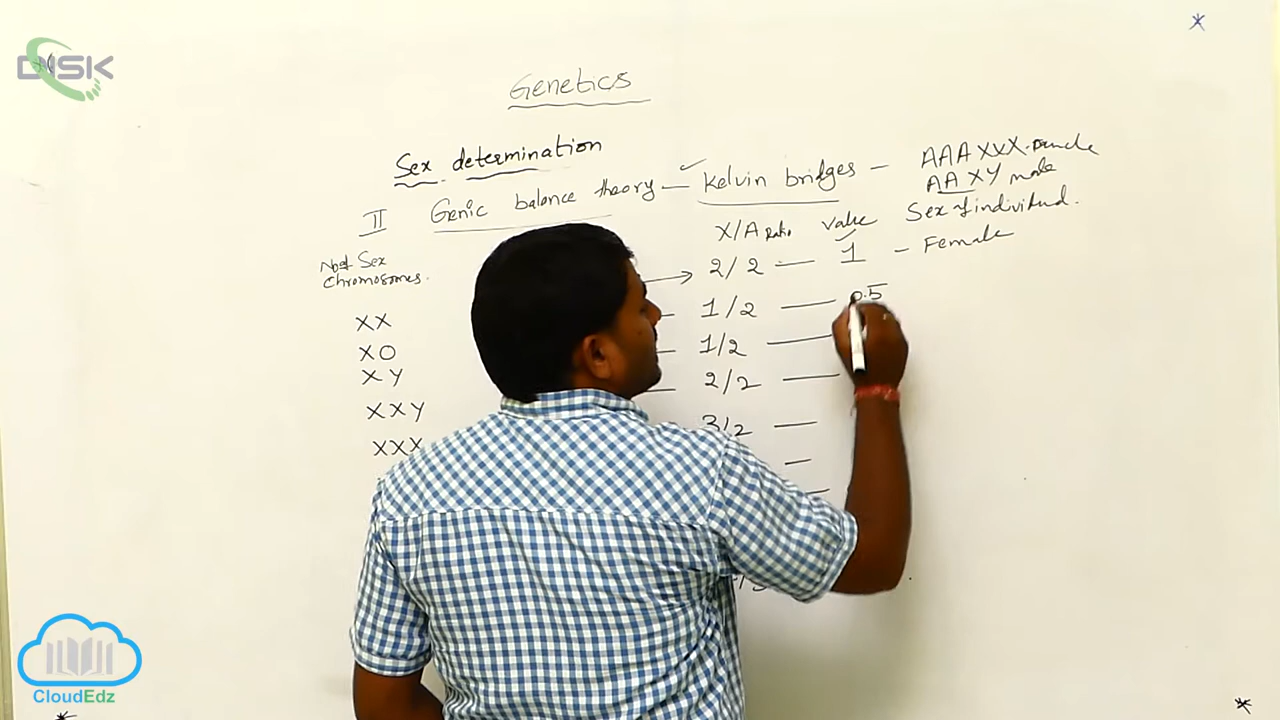 DISK
Genetics
Sex determination
II Genic balance theory — Kelvin bridges — AAA XXX
AA XY male
No of Sex Chromosomes.
X/A Ratio Value Sex of individual.
2/2 — 1 – Female
XX
1/2 — 0.5
XO
1/2 —
XY
2/2 —
XXY
3/2 —
XXX
CloudEdz